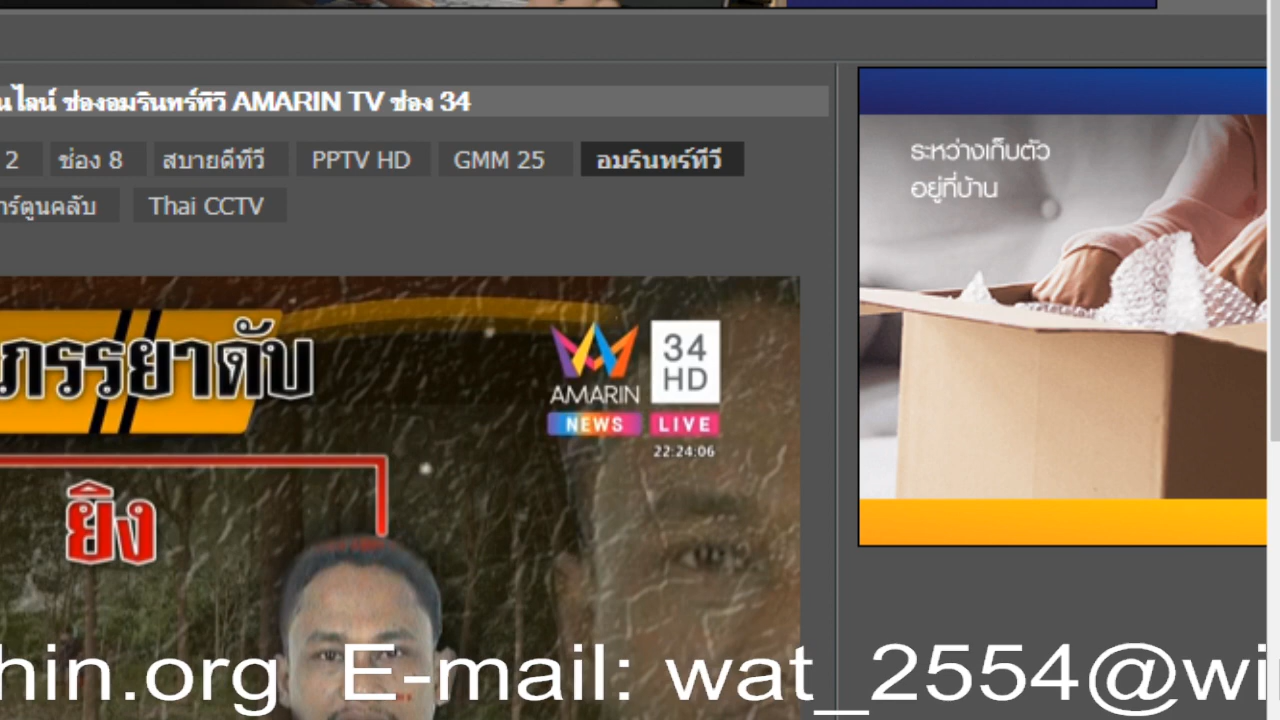 นไลน์ ช่องอมรินทร์ทีวี AMARIN TV ช่อง 34
2 ช่อง 8 สบายดีทีวี PPTV HD GMM 25 อมรินทร์ทีวี
าร์ตูนคลับ Thai CCTV
ระหว่างเก็บตัว
อยู่ที่บ้าน
ภรรยาดับ
AMARIN
34
HD
NEWS LIVE
22:24:06
ยิง
hin.org E-mail: wat_2554@wi